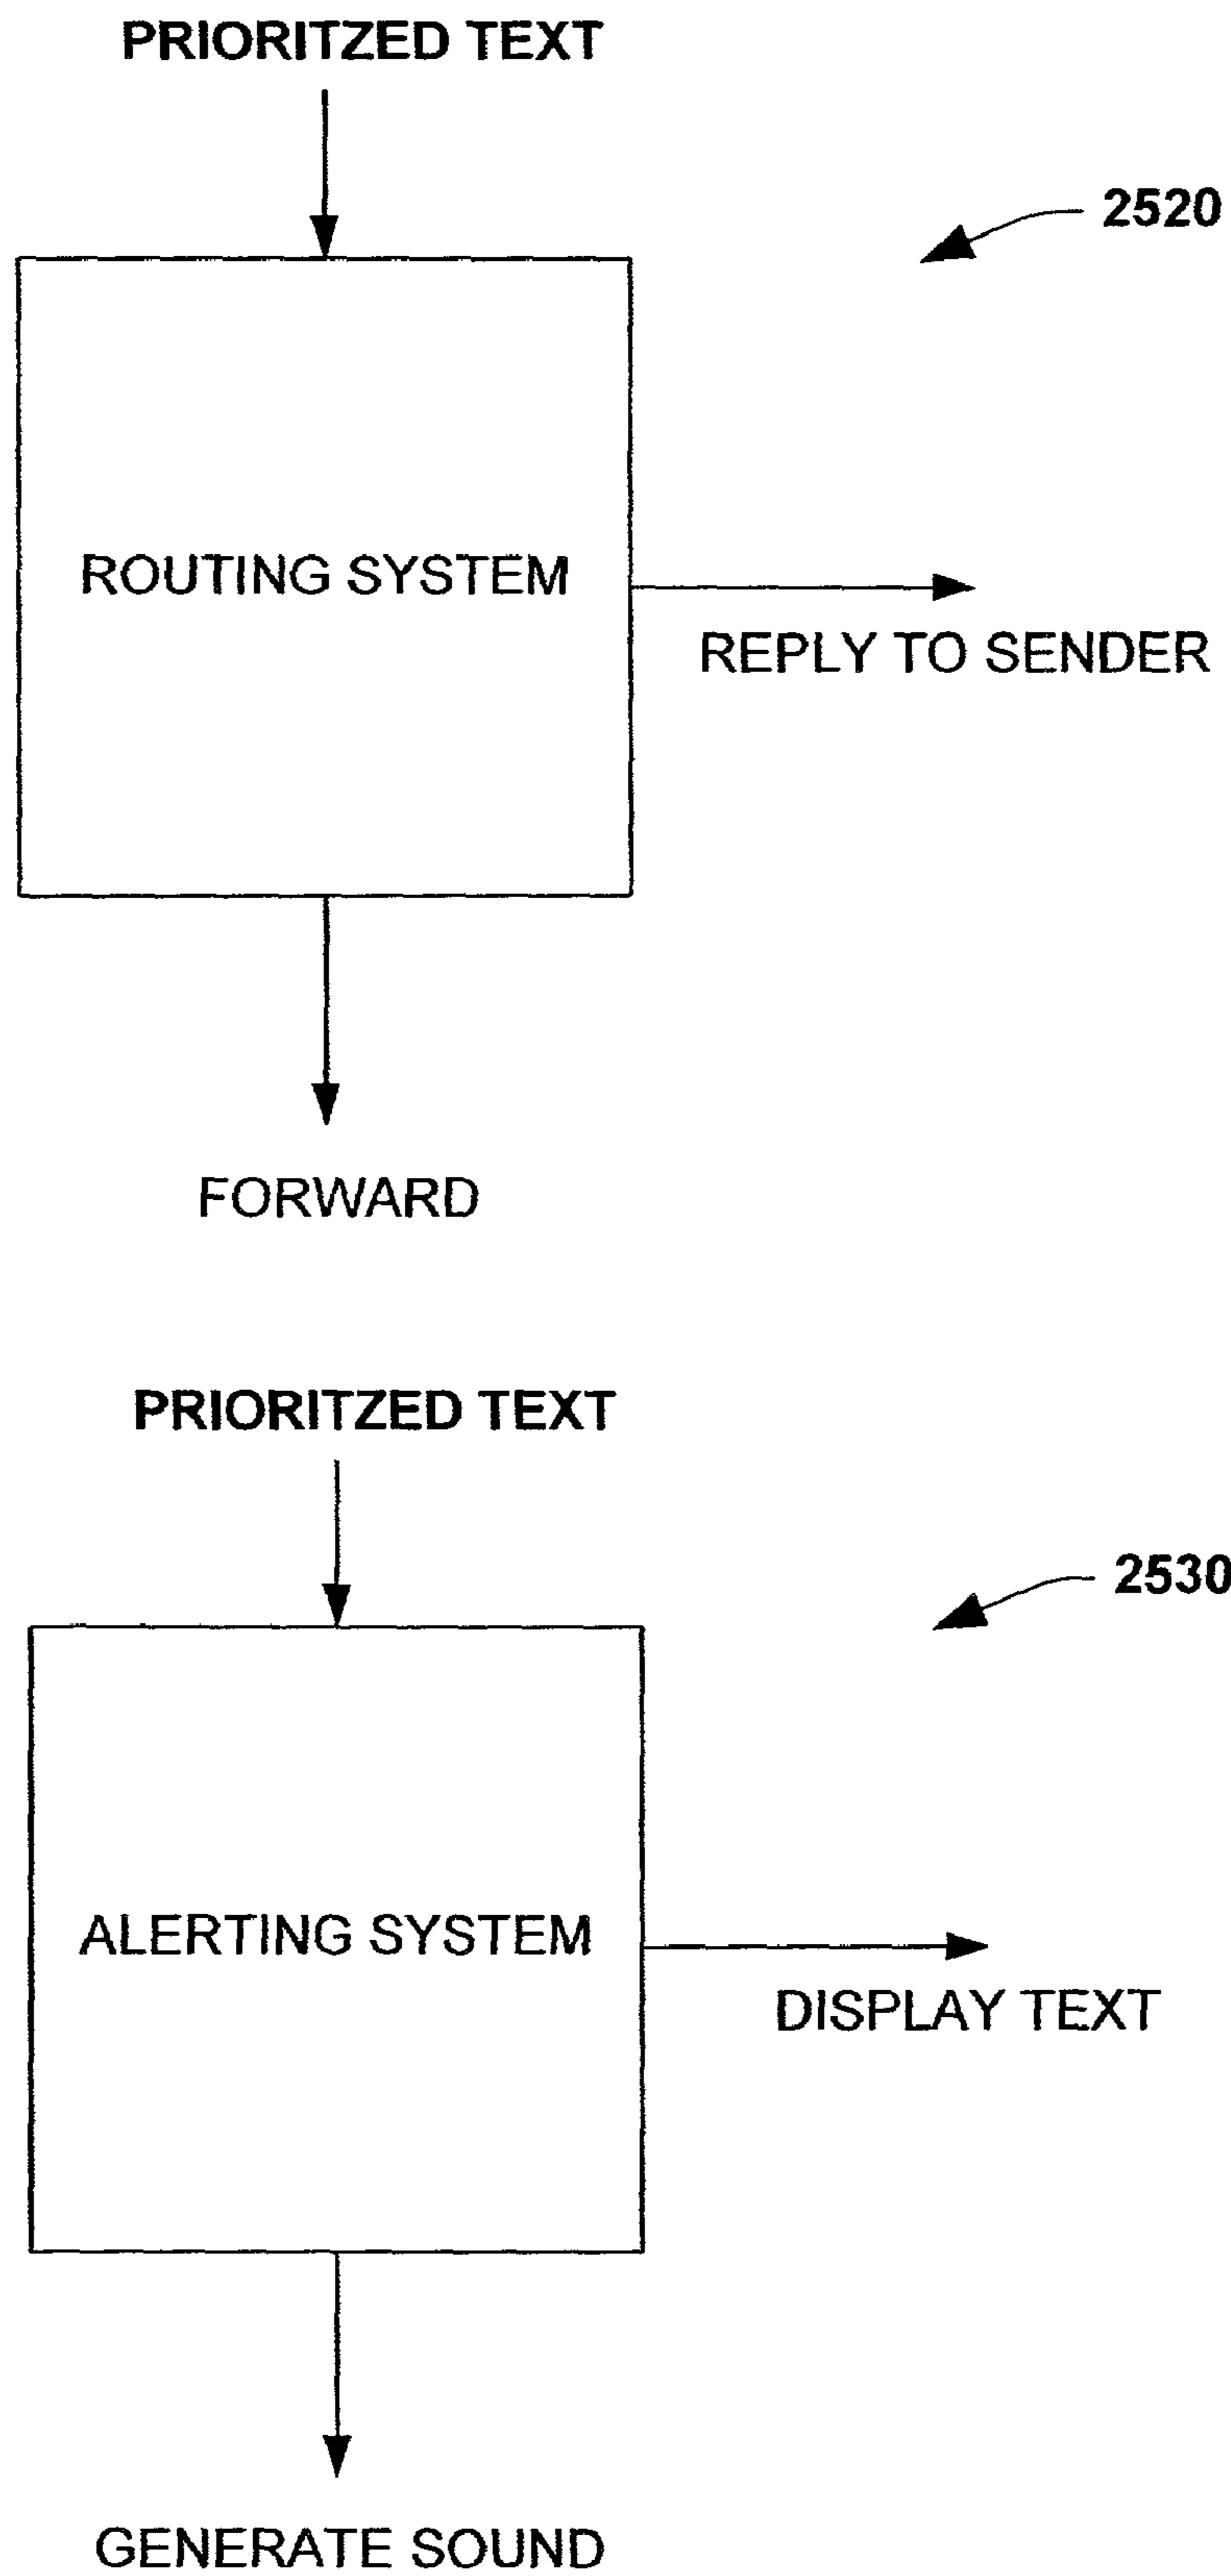 PRIORITZED TEXT
2520
ROUTING SYSTEM
REPLY TO SENDER
FORWARD
PRIORITZED TEXT
2530
ALERTING SYSTEM
DISPLAY TEXT
GENERATE SOUND